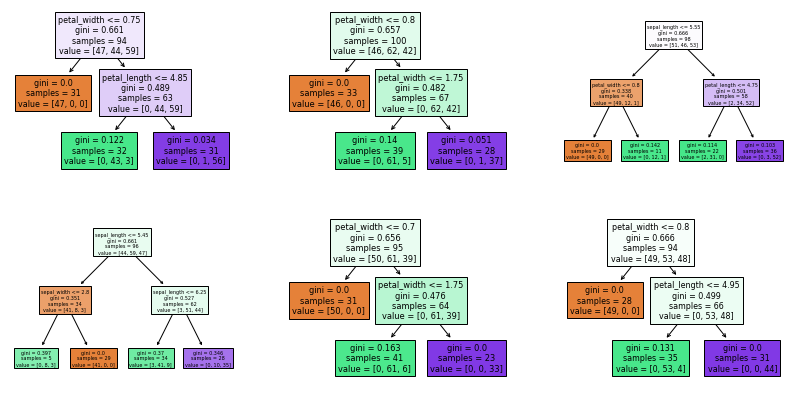 petal_width <= 0.75
gini = 0.661
samples = 94
value = [47, 44, 59]
gini = 0.0
samples = 31
value = [47, 0, 0]
petal_length <= 4.85
gini = 0.489
samples = 63
value = [0, 44, 59]
gini = 0.122
samples = 32
value = [0, 43, 3]
gini = 0.034
samples = 31
value = [0, 1, 56]
petal_width <= 0.8
gini = 0.657
samples = 100
value = [46, 62, 42]
gini = 0.0
samples = 33
value = [46, 0, 0]
petal_width <= 1.75
gini = 0.482
samples = 67
value = [0, 62, 42]
gini = 0.14
samples = 39
value = [0, 61, 5]
gini = 0.051
samples = 28
value = [0, 1, 37]
sepal_length <= 5.55
gini = 0.666
samples = 98
value = [51, 46, 53]
petal_width <= 0.8
gini = 0.338
samples = 40
value = [49, 12, 1]
petal_length <= 4.75
gini = 0.501
samples = 58
value = [2, 34, 52]
gini = 0.0
samples = 29
value = [49, 0, 0]
gini = 0.142
samples = 11
value = [0, 12, 1]
gini = 0.114
samples = 22
value = [2, 31, 0]
gini = 0.103
samples = 36
value = [0, 3, 52]
sepal_length <= 5.45
gini = 0.661
samples = 96
value = [44, 59, 47]
sepal_width <= 2.8
gini = 0.351
samples = 34
value = [41, 8, 3]
sepal_length <= 6.25
gini = 0.527
samples = 62
value = [3, 51, 44]
gini = 0.397
samples = 5
value = [0, 8, 3]
gini = 0.0
samples = 29
value = [41, 0, 0]
gini = 0.37
samples = 34
value = [3, 41, 9]
gini = 0.346
samples = 28
value = [0, 10, 35]
petal_width <= 0.7
gini = 0.656
samples = 95
value = [50, 61, 39]
gini = 0.0
samples = 31
value = [50, 0, 0]
petal_width <= 1.75
gini = 0.476
samples = 64
value = [0, 61, 39]
gini = 0.163
samples = 41
value = [0, 61, 6]
gini = 0.0
samples = 23
value = [0, 0, 33]
petal_width <= 0.8
gini = 0.666
samples = 94
value = [49, 53, 48]
gini = 0.0
samples = 28
value = [49, 0, 0]
petal_length <= 4.95
gini = 0.499
samples = 66
value = [0, 53, 48]
gini = 0.131
samples = 35
value = [0, 53, 4]
gini = 0.0
samples = 31
value = [0, 0, 44]